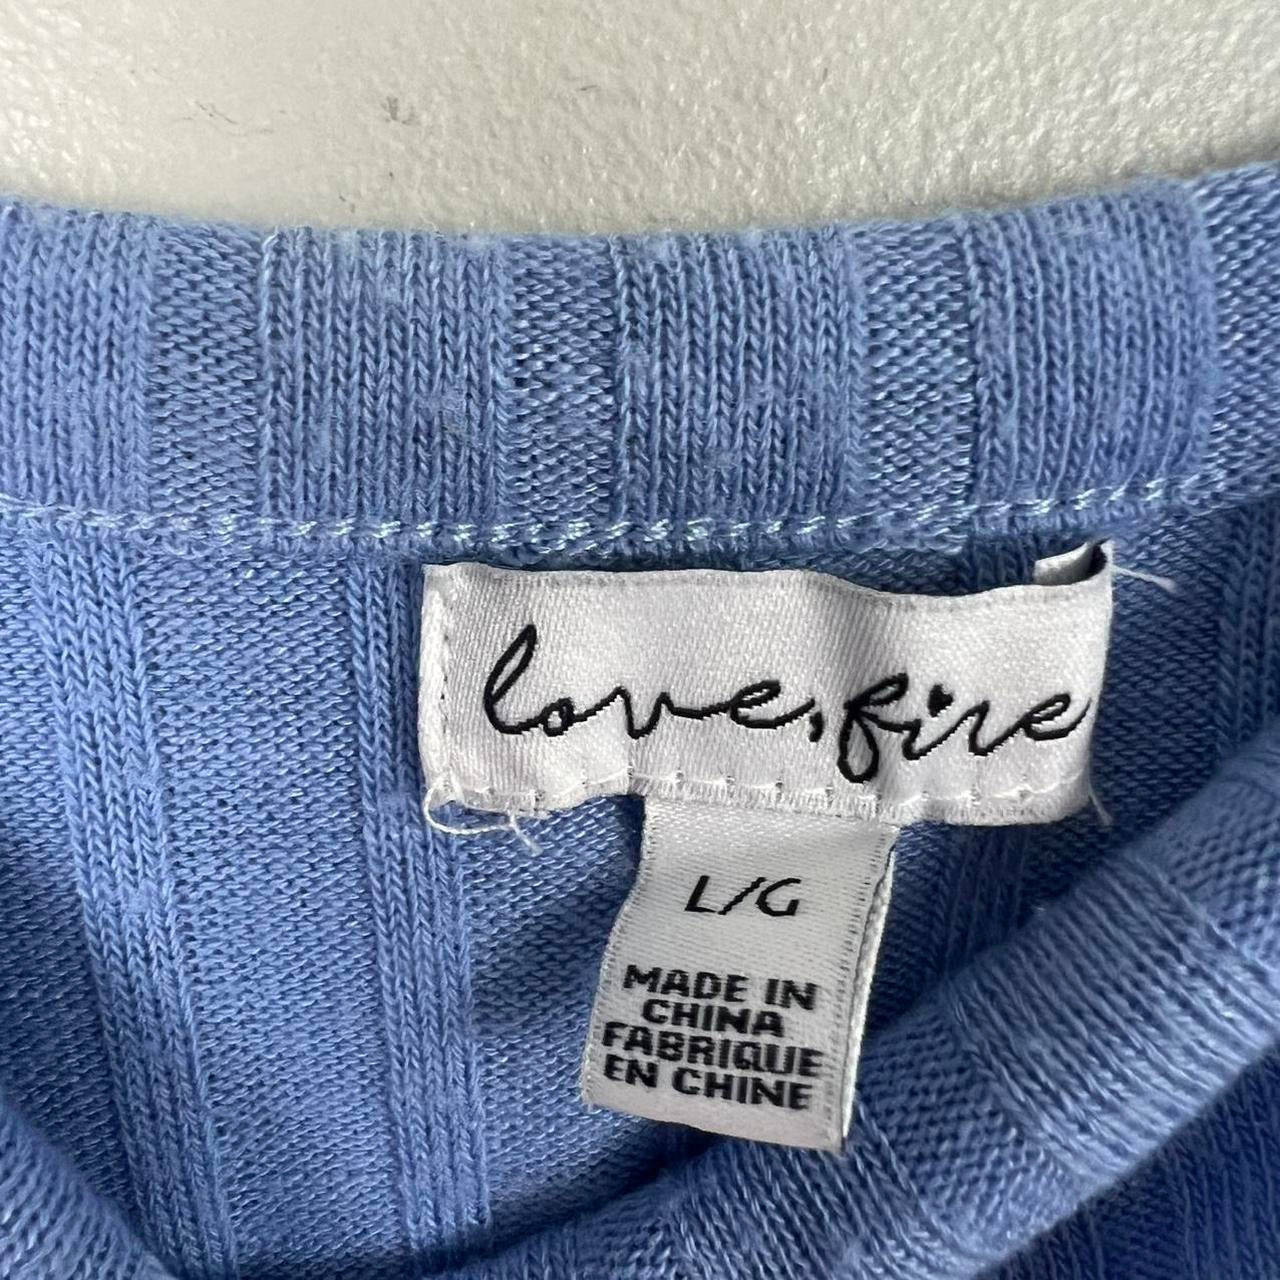 love, fire
L/G
MADE IN
CHINA
FABRIQUE
EN CHINE